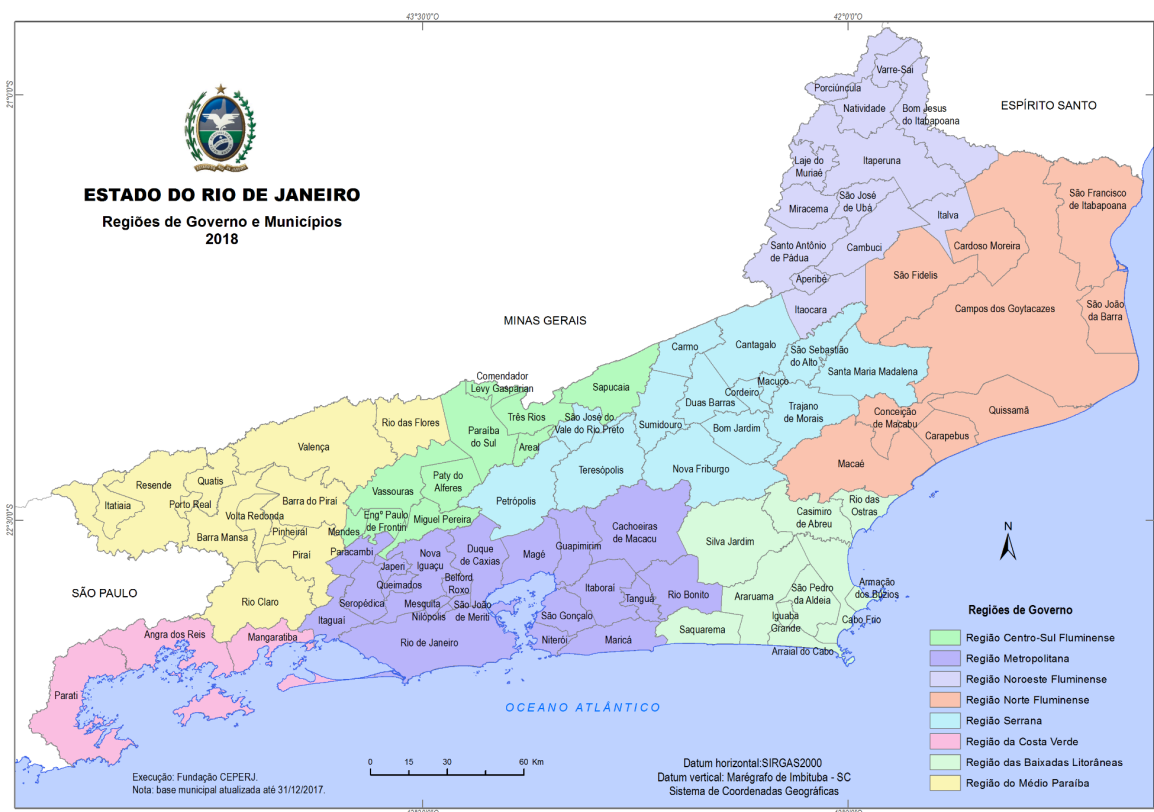 43°30'0"O
42°0'0"O
21°0'0"S
22°30'0"S
ESTADO DO RIO DE JANEIRO
Regiões de Governo e Municípios
2018
ESPÍRITO SANTO
MINAS GERAIS
SÃO PAULO
OCEANO ATLÂNTICO
Varre-Sai
Porciúncula
Natividade
Bom Jesus
do Itabapoana
Laje do
Muriaé
Itaperuna
Miracema
São José
de Ubá
Italva
Santo Antônio
de Pádua
Cambuci
Aperibé
Itaocara
São Francisco
de Itabapoana
Cardoso Moreira
São Fidelis
Campos dos Goytacazes
São João
da Barra
Quissamã
Conceição
de Macabu
Carapebus
Macaé
Carmo
Cantagalo
São Sebastião
do Alto
Macuco
Santa Maria Madalena
Cordeiro
Duas Barras
Trajano
de Morais
Sumidouro
Bom Jardim
Nova Friburgo
São José do
Vale do Rio Preto
Teresópolis
Petrópolis
Comendador
Levy Gasparian
Sapucaia
Três Rios
Paraíba
do Sul
Areal
Paty do
Alferes
Vassouras
Engº Paulo
de Frontin
Miguel Pereira
Mendes
Rio das Flores
Valença
Resende
Quatis
Itatiaia
Porto Real
Barra do Piraí
Volta Redonda
Pinheiral
Barra Mansa
Piraí
Rio Claro
Paracambi
Nova
Iguaçu
Duque
de Caxias
Magé
Guapimirim
Cachoeiras
de Macacu
Japeri
Queimados
Belford
Roxo
Seropédica
Mesquita
Nilópolis
São João
de Meriti
Itaguaí
Rio de Janeiro
São Gonçalo
Niterói
Itaboraí
Tanguá
Rio Bonito
Maricá
Rio das
Ostras
Casimiro
de Abreu
Silva Jardim
Araruama
São Pedro
da Aldeia
Armação
dos Búzios
Iguaba
Grande
Cabo Fuio
Saquarema
Arraial do Cabo
Angra dos Reis
Mangaratiba
Parati
N
Regiões de Governo
Região Centro-Sul Fluminense
Região Metropolitana
Região Noroeste Fluminense
Região Norte Fluminense
Região Serrana
Região da Costa Verde
Região das Baixadas Litorâneas
Região do Médio Paraíba
0 15 30 60 Km
Execução: Fundação CEPERJ.
Nota: base municipal atualizada até 31/12/2017.
Datum horizontal:SIRGAS2000
Datum vertical: Marégrafo de Imbituba - SC
Sistema de Coordenadas Geográficas